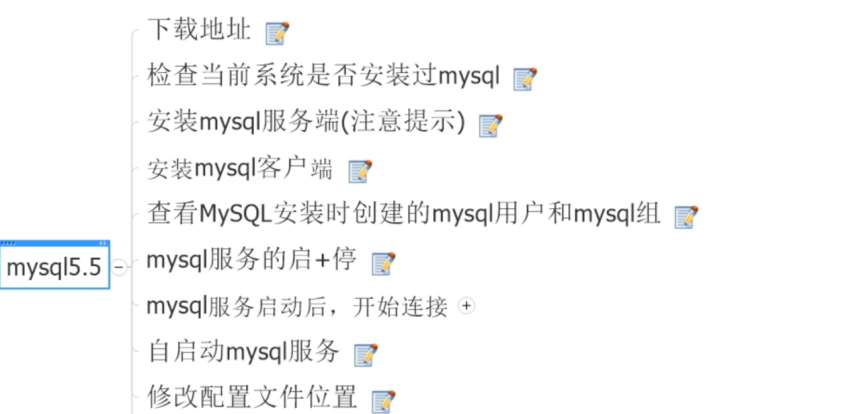 下载地址
检查当前系统是否安装过mysql
安装mysql服务端(注意提示)
安装mysql客户端
查看MySQL安装时创建的mysql用户和mysql组
mysql5.5
mysql服务的启+停
mysql服务启动后，开始连接
自启动mysql服务
修改配置文件位置